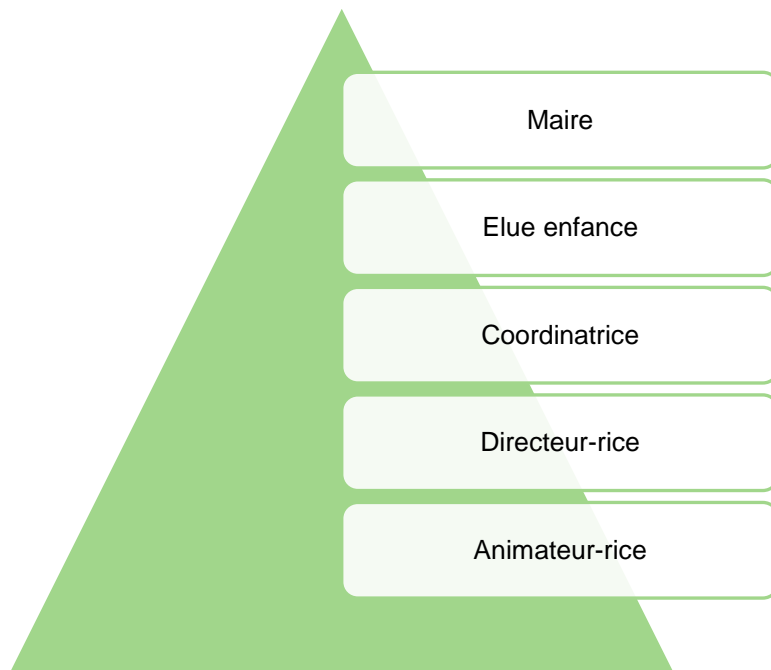 Maire
Elue enfance
Coordinatrice
Directeur-rice
Animateur-rice